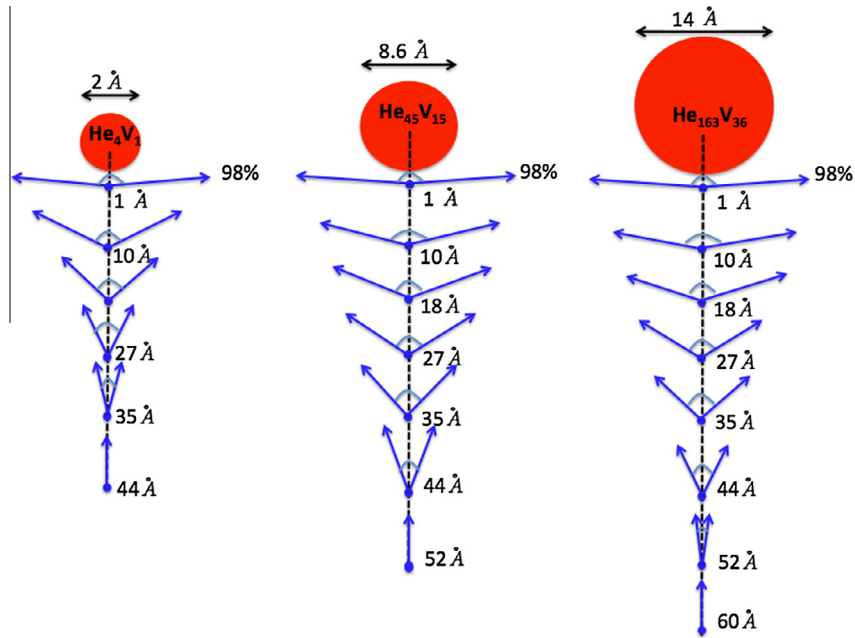 2 Å
He₄V₁
98%
1 Å
10 Å
27 Å
35 Å
44 Å
8.6 Å
He₄₅V₁₅
98%
1 Å
10 Å
18 Å
27 Å
35 Å
44 Å
52 Å
14 Å
He₁₆₃V₃₆
98%
1 Å
10 Å
18 Å
27 Å
35 Å
44 Å
52 Å
60 Å